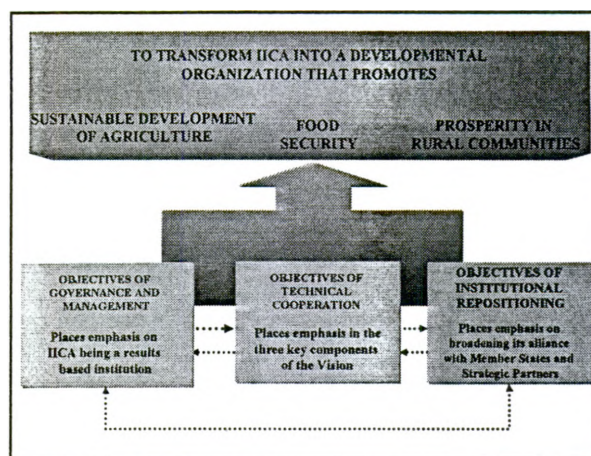 TO TRANSFORM IICA INTO A DEVELOPMENTAL
ORGANIZATION THAT PROMOTES
SUSTAINABLE DEVELOPMENT
OF AGRICULTURE
FOOD
SECURITY
PROSPERITY IN
RURAL COMMUNITIES
OBJECTIVES OF
GOVERNANCE AND
MANAGEMENT
Places emphasis on
IICA being a results
based institution
OBJECTIVES OF
TECHNICAL
COOPERATION
Places emphasis in the
three key components
of the Vision
OBJECTIVES OF
INSTITUTIONAL
REPOSITIONING
Places emphasis on
broadening its alliance
with Member States and
Strategic Partners